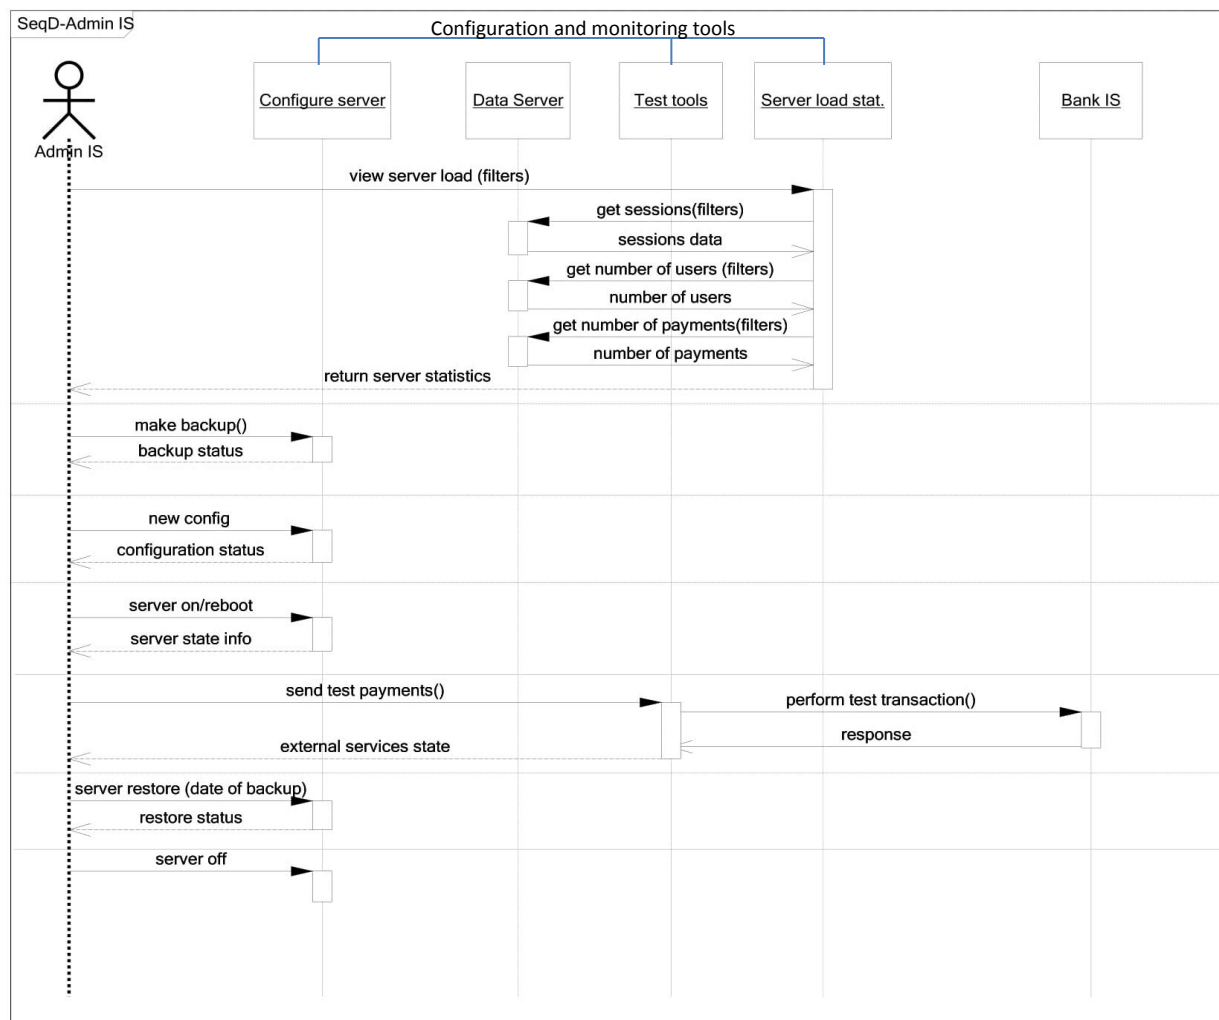 SeqD-Admin IS
Configuration and monitoring tools
Configure server
Data Server
Test tools
Server load stat.
Bank IS
Admin IS
view server load (filters)
get sessions(filters)
sessions data
get number of users (filters)
number of users
get number of payments(filters)
number of payments
return server statistics
make backup()
backup status
new config
configuration status
server on/reboot
server state info
send test payments()
perform test transaction()
response
external services state
server restore (date of backup)
restore status
server off